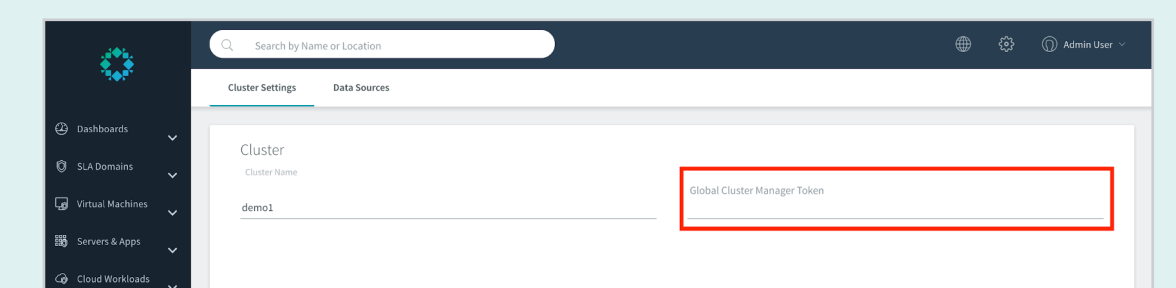 Search by Name or Location
Admin User
Cluster Settings
Data Sources
Dashboards
SLA Domains
Virtual Machines
Servers & Apps
Cloud Workloads
Cluster
Cluster Name
demo1
Global Cluster Manager Token